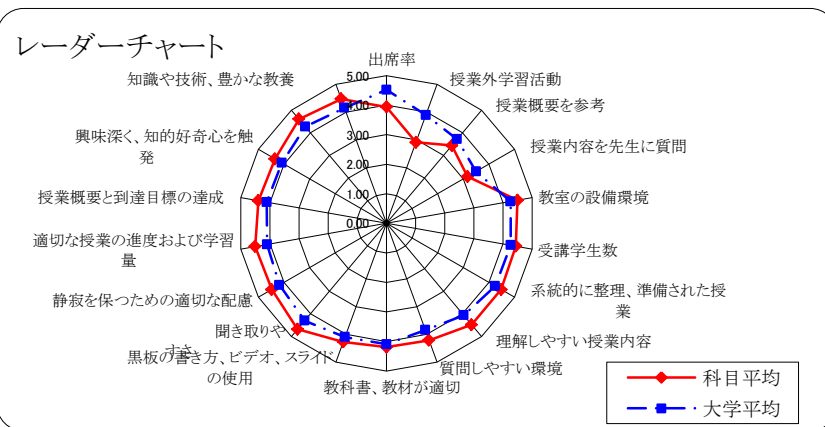 レーダーチャート
出席率
授業外学習活動
授業概要を参考
授業内容を先生に質問
教室の設備環境
受講学生数
系統的に整理、準備された授
業
理解しやすい授業内容
質問しやすい環境
教科書、教材が適切
黒板の書き方、ビデオ、スライド
の使用
聞き取りや
すさ
静寂を保つための適切な配慮
適切な授業の進度および学習
量
授業概要と到達目標の達成
興味深く、知的好奇心を触
発
知識や技術、豊かな教養
5.00
4.00
3.00
2.00
1.00
0.00
科目平均
大学平均